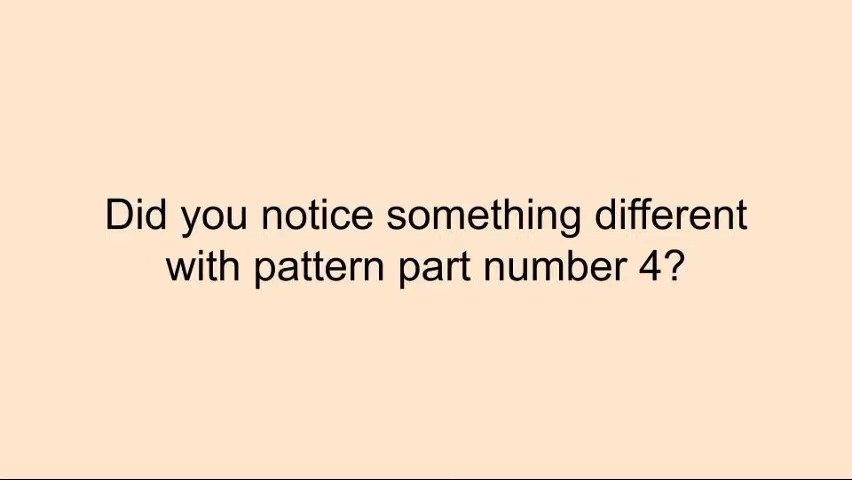 Did you notice something different
with pattern part number 4?